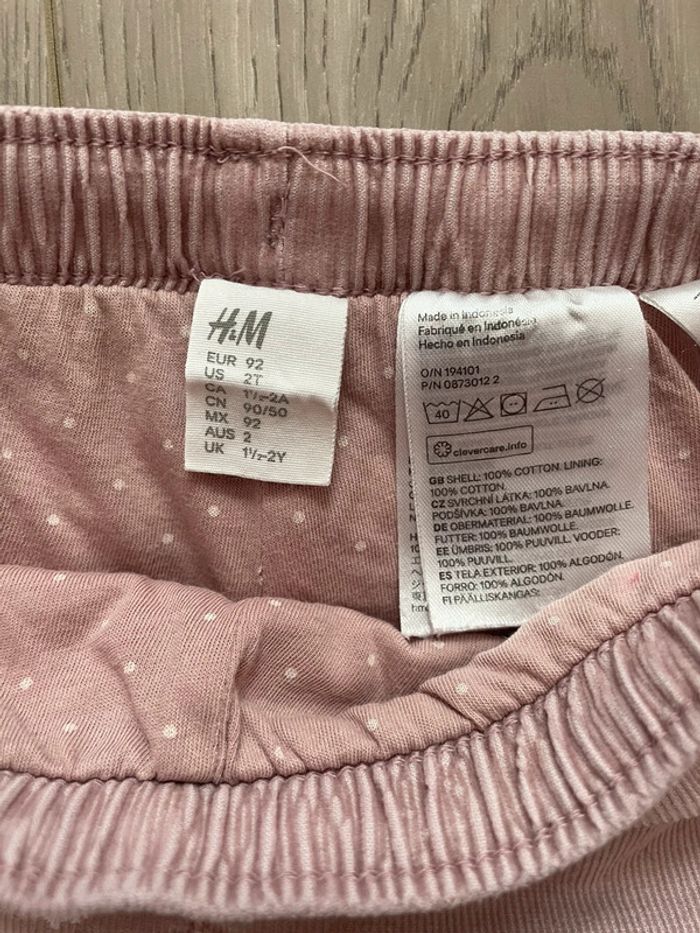 H&M
EUR 92
US 2T
CA 1½-2A
CN 90/50
MX 92
AUS 2
UK 1½-2Y
Made in Indonesia
Fabriqué en Indonésie
Hecho en Indonesia
O/N 194101
P/N 0873012 2
40
clevercare.info
GB SHELL: 100% COTTON. LINING:
100% COTTON.
CZ SVRCHNÍ LÁTKA: 100% BAVLNA.
PODŠÍVKA: 100% BAVLNA.
DE OBERMATERIAL: 100% BAUMWOLLE.
FUTTER: 100% BAUMWOLLE.
EE ÜMBRIS: 100% PUUVILL. VOODER:
100% PUUVILL.
ES TELA EXTERIOR: 100% ALGODÓN.
FORRO: 100% ALGODÓN.
FI PÄÄLLISKANGAS: